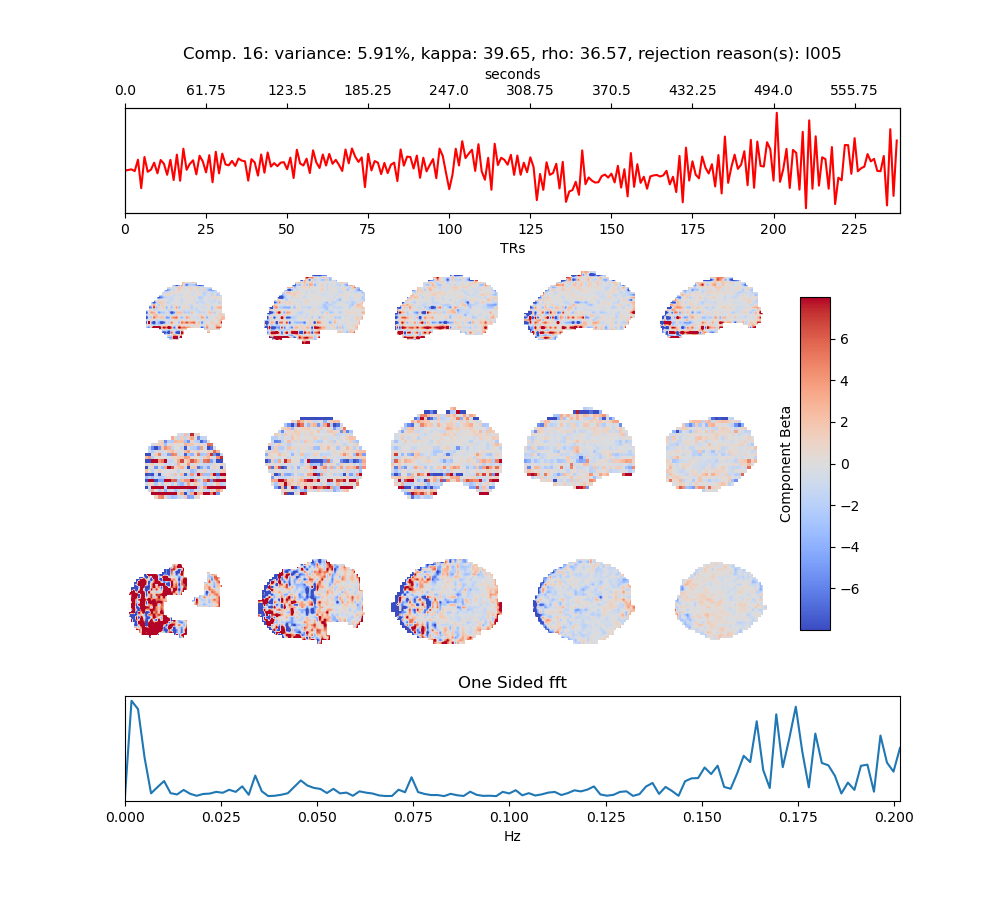 Comp. 16: variance: 5.91%, kappa: 39.65, rho: 36.57, rejection reason(s): I005
seconds
0.0 61.75 123.5 185.25 247.0 308.75 370.5 432.25 494.0 555.75
0 25 50 75 100 125 150 175 200 225
TRs
6
4
2
0
−2
−4
−6
Component Beta
One Sided fft
0.000 0.025 0.050 0.075 0.100 0.125 0.150 0.175 0.200
Hz